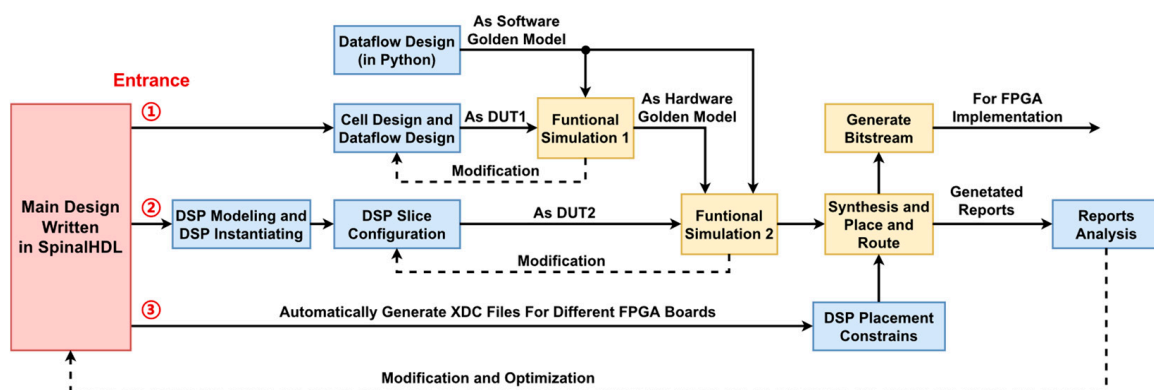 As Software
Golden Model
Dataflow Design
(in Python)
Entrance
①
Cell Design and
Dataflow Design
As DUT1
Funtional
Simulation 1
As Hardware
Golden Model
Modification
Generate
Bitstream
For FPGA
Implementation
Main Design
Written
in SpinalHDL
②
DSP Modeling and
DSP Instantiating
DSP Slice
Configuration
As DUT2
Funtional
Simulation 2
Modification
Synthesis and
Place and
Route
Genetated
Reports
Reports
Analysis
③
Automatically Generate XDC Files For Different FPGA Boards
DSP Placement
Constrains
Modification and Optimization